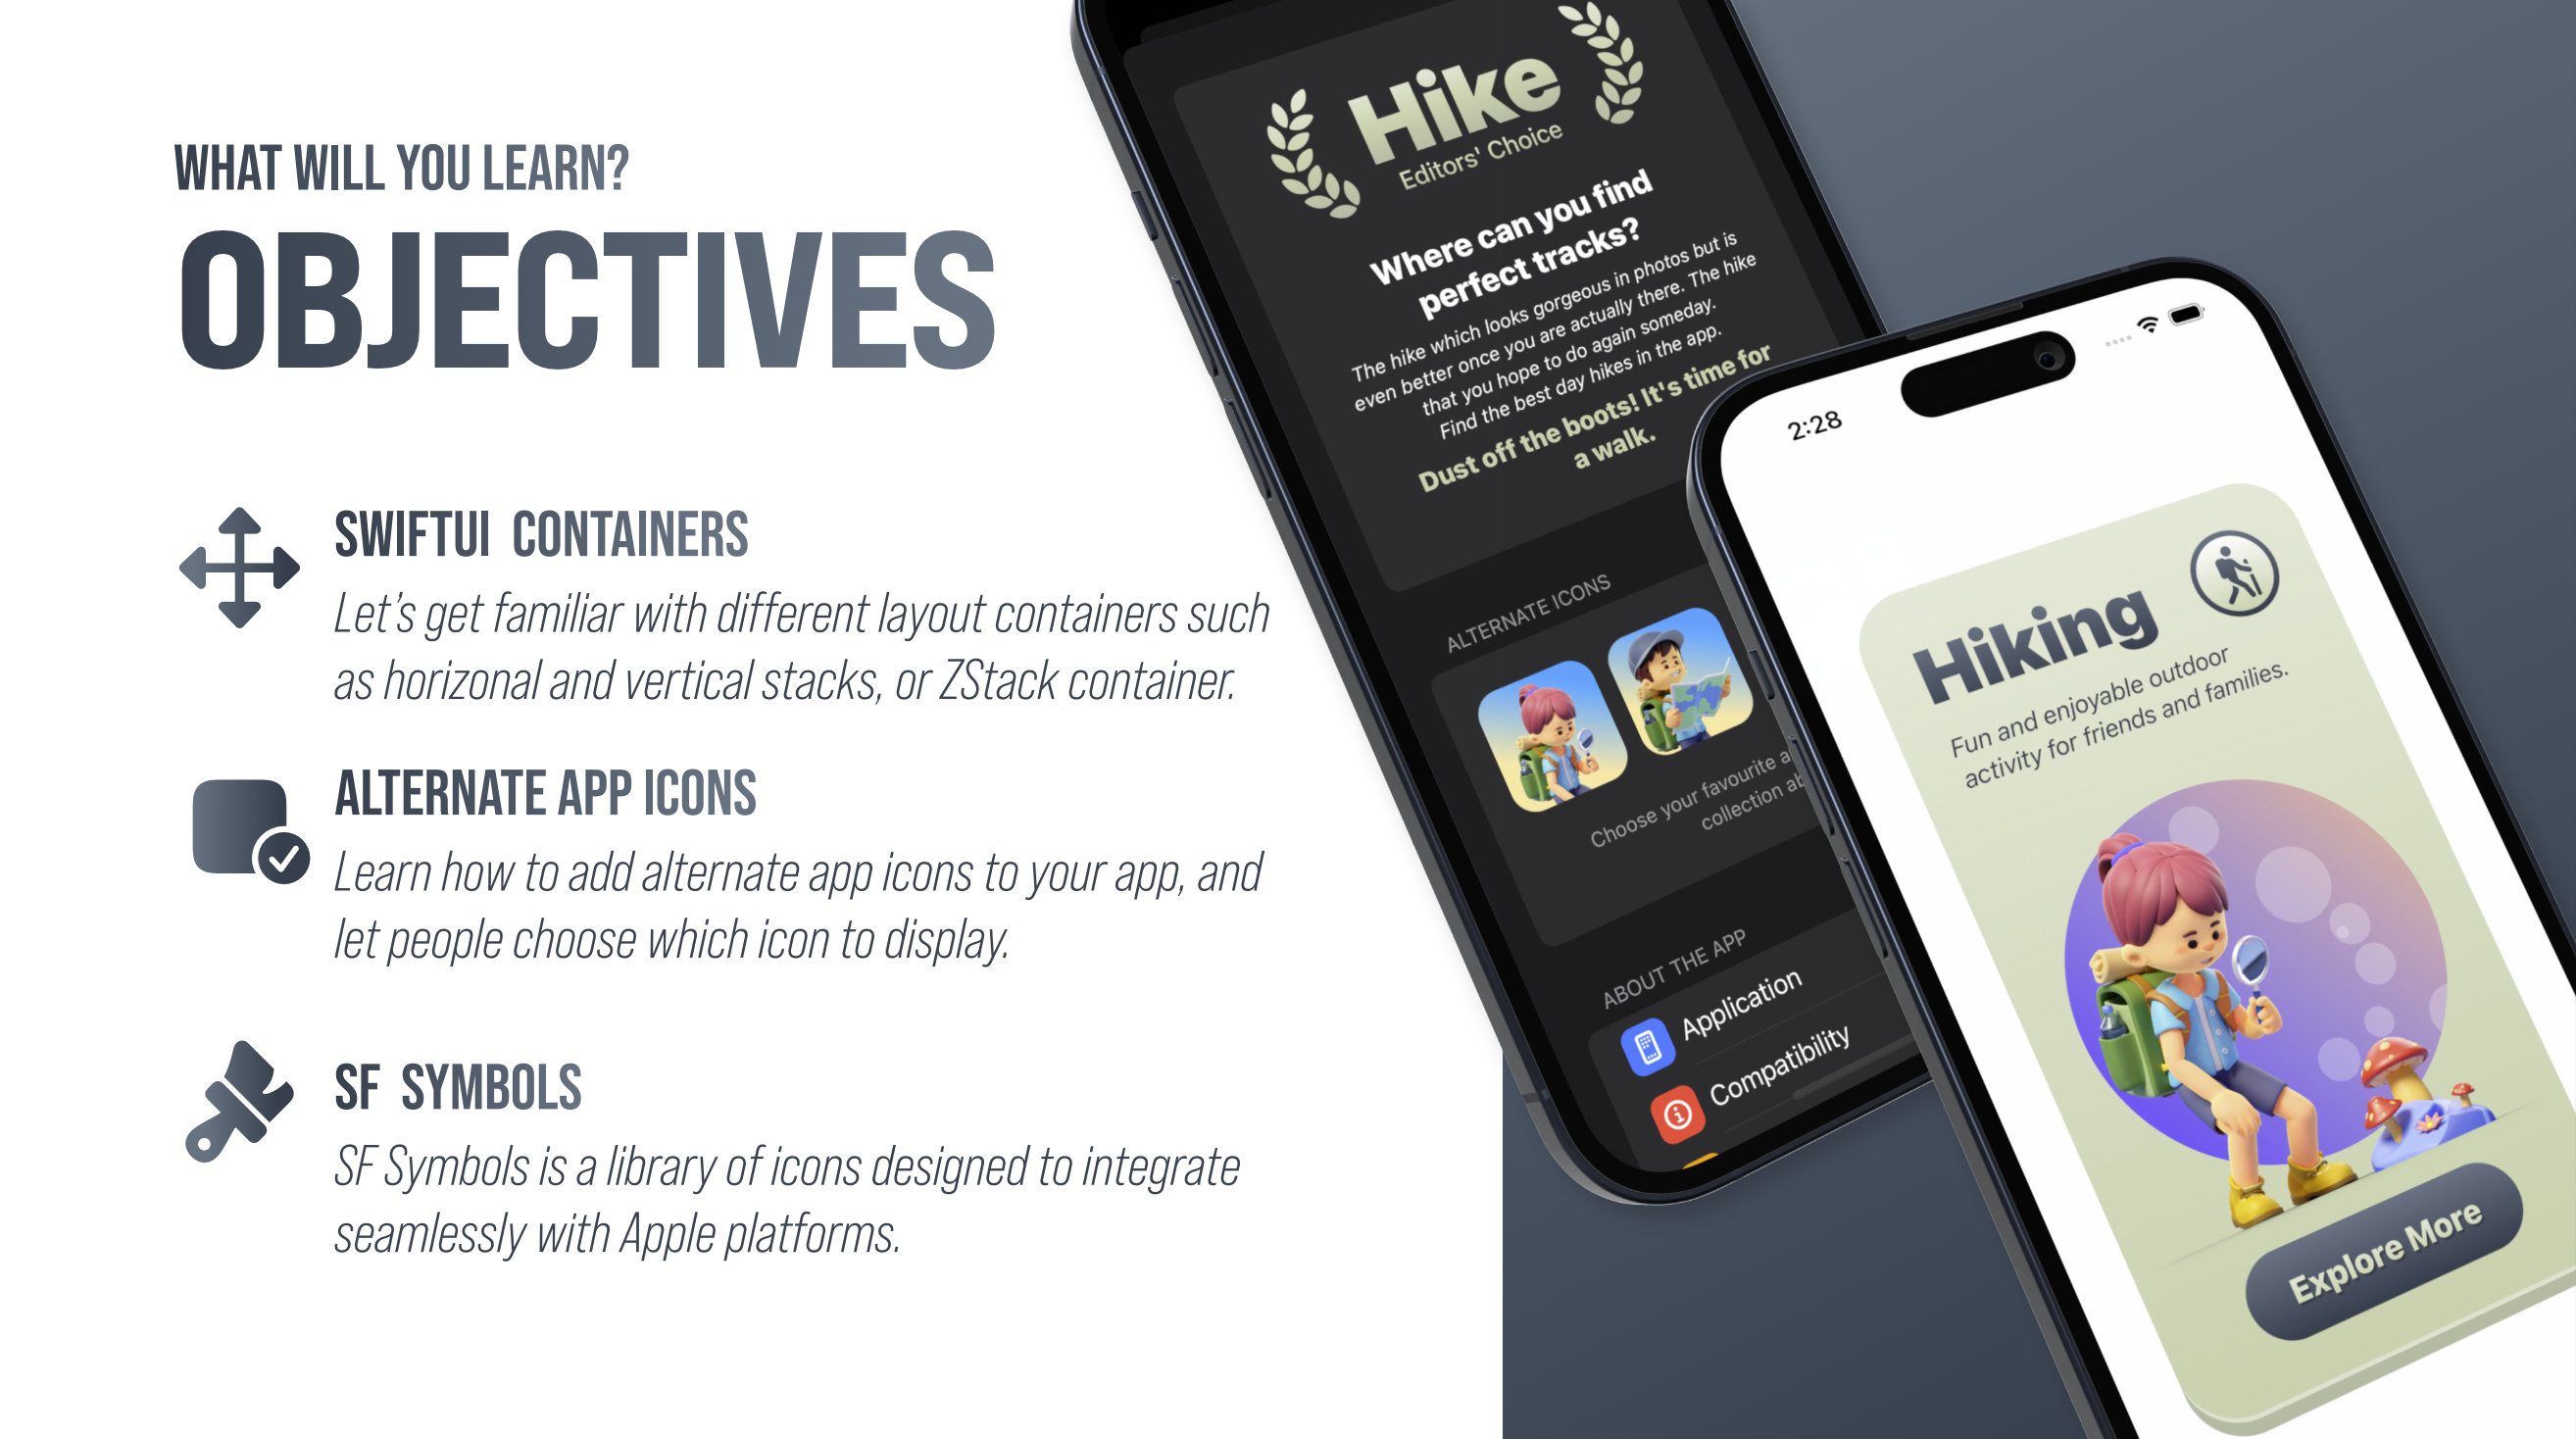 WHAT WILL YOU LEARN?
OBJECTIVES
SWIFTUI CONTAINERS
Let's get familiar with different layout containers such
as horizonal and vertical stacks, or ZStack container.
ALTERNATE APP ICONS
Learn how to add alternate app icons to your app, and
let people choose which icon to display.
SF SYMBOLS
SF Symbols is a library of icons designed to integrate
seamlessly with Apple platforms.
Hike
Editors' Choice
Where can you find
perfect tracks?
The hike which looks gorgeous in photos but is
even better once you are actually there. The hike
that you hope to do again someday.
Find the best day hikes in the app.
Dust off the boots! It's time for
a walk.
ALTERNATE ICONS
Choose your favourite
collection
ABOUT THE APP
Application
Compatibility
2:28
Hiking
Fun and enjoyable outdoor
activity for friends and families.
Explore More